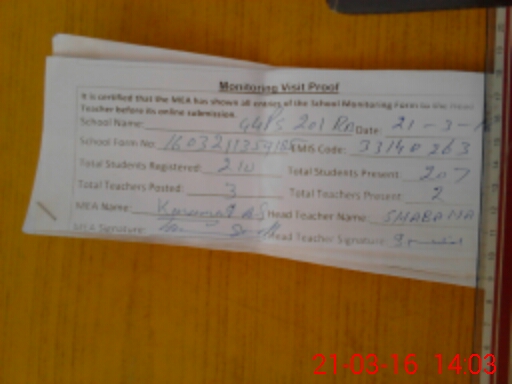 Monitoring Visit Proof
It is certified that the MEA has shown all areas of the School Monitoring Form to the Head
Teacher before its online submission.
School Name: GGPS 201 RB Date: 21-3-
School Form No: EMIS Code: 33140263
Total Students Registered: 210 Total Students Present: 207
Total Teachers Posted: 3 Total Teachers Present: 2
MEA Name: Head Teacher Name: SHABANA
MEA Signature: Head Teacher Signature:
21-03-16 14:03